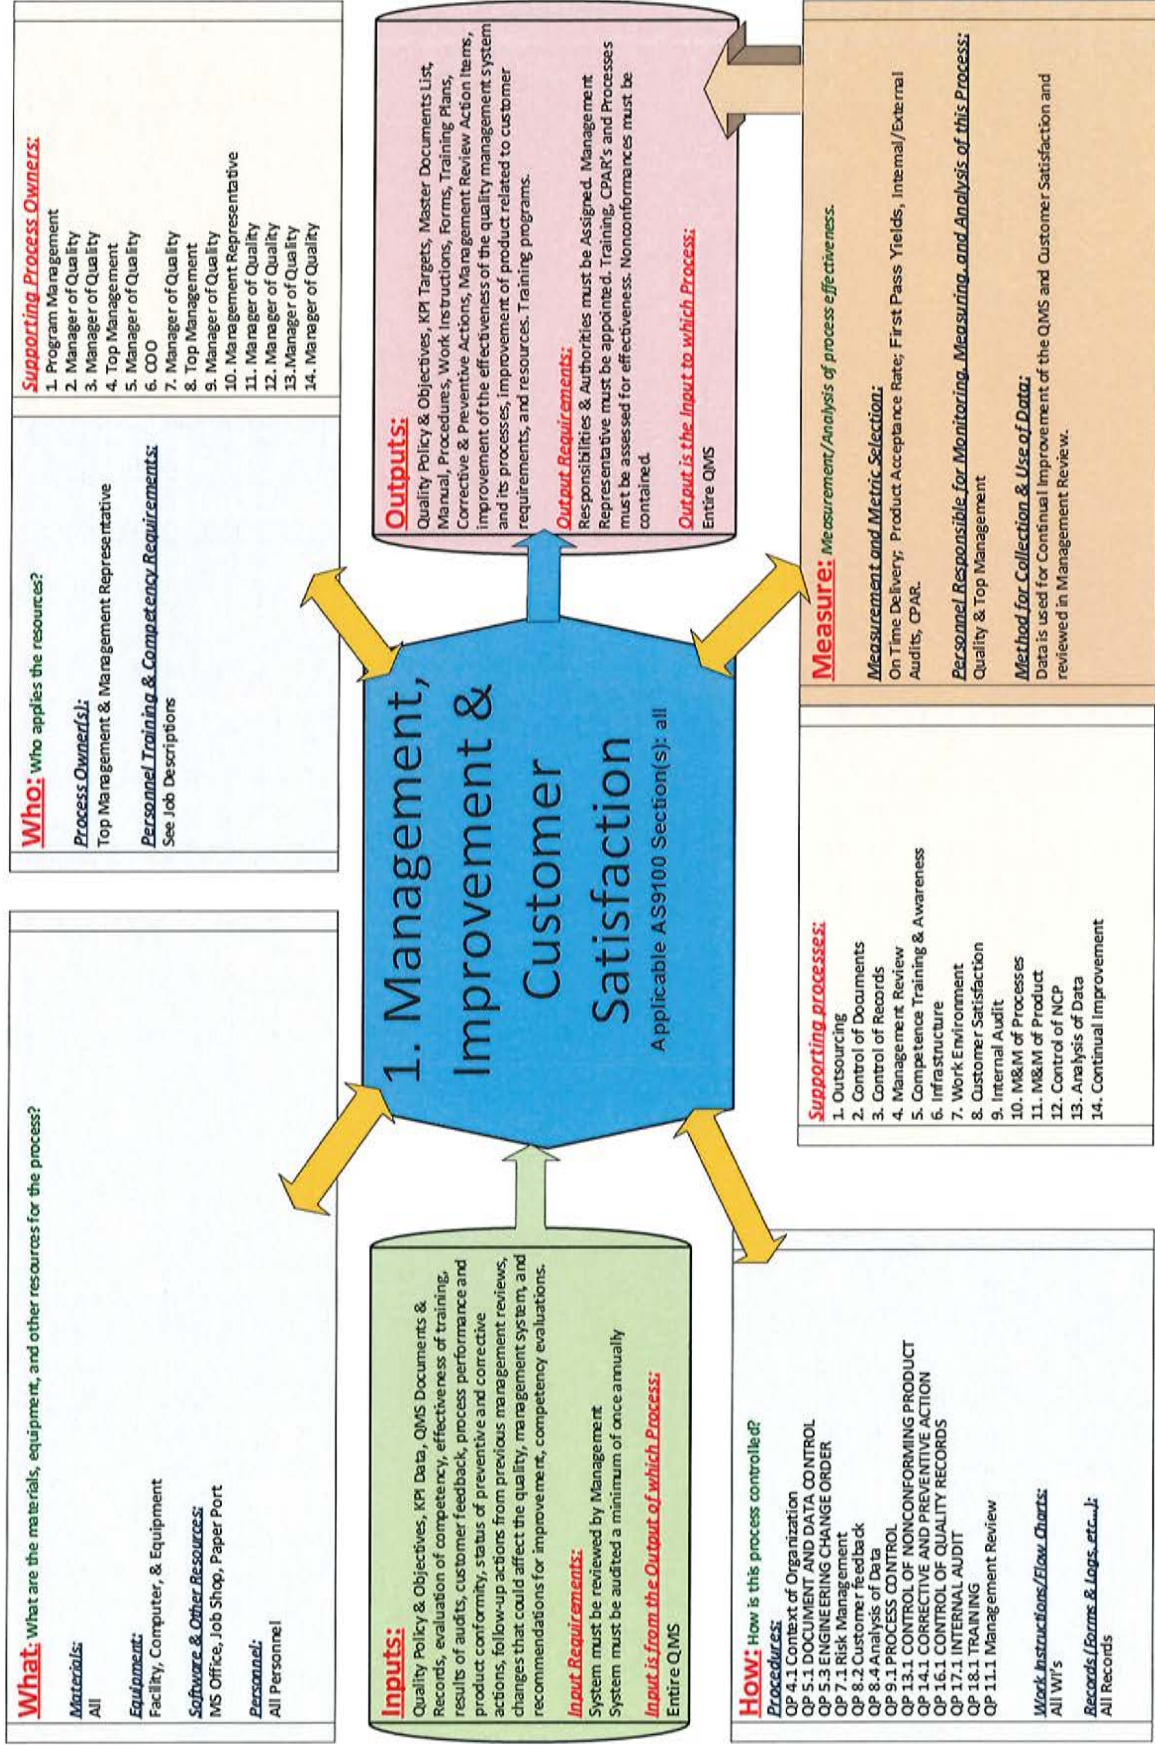 What: What are the materials, equipment, and other resources for the process?
Materials:
All
Equipment:
Facility, Computer, & Equipment
Software & Other Resources:
MS Office, Job Shop, Paper Port
Personnel:
All Personnel
Who: Who applies the resources?
Process Owner(s):
Top Management & Management Representative
Personnel Training & Competency Requirements:
See Job Descriptions
Supporting Process Owners:
1. Program Management
2. Manager of Quality
3. Manager of Quality
4. Top Management
5. Manager of Quality
6. COO
7. Manager of Quality
8. Top Management
9. Manager of Quality
10. Management Representative
11. Manager of Quality
12. Manager of Quality
13.Manager of Quality
14. Manager of Quality
Inputs:
Quality Policy & Objectives, KPI Data, QMS Documents &
Records, evaluation of competency, effectiveness of training,
results of audits, customer feedback, process performance and
product conformity, status of preventive and corrective
actions, follow-up actions from previous management reviews,
changes that could affect the quality, management system, and
recommendations for improvement, competency evaluations.
Input Requirements:
System must be reviewed by Management
System must be audited a minimum of once annually
Input is from the Output of which Process:
Entire QMS
1. Management,
Improvement &
Customer
Satisfaction
Applicable AS9100 Section(s): all
Outputs:
Quality Policy & Objectives, KPI Targets, Master Documents List,
Manual, Procedures, Work Instructions, Forms, Training Plans,
Corrective & Preventive Actions, Management Review Action Items,
improvement of the effectiveness of the quality management system
and its processes, improvement of product related to customer
requirements, and resources. Training programs.
Output Requirements:
Responsibilities & Authorities must be Assigned. Management
Representative must be appointed. Training, CPAR's and Processes
must be assessed for effectiveness. Nonconformances must be
contained.
Output is the Input to which Process:
Entire QMS
How: How is this process controlled?
Procedures:
QP 4.1 Context of Organization
QP 5.1 DOCUMENT AND DATA CONTROL
QP 5.3 ENGINEERING CHANGE ORDER
QP 7.1 Risk Management
QP 8.2 Customer feedback
QP 8.4 Analysis of Data
QP 9.1 PROCESS CONTROL
QP 13.1 CONTROL OF NONCONFORMING PRODUCT
QP 14.1 CORRECTIVE AND PREVENTIVE ACTION
QP 16.1 CONTROL OF QUALITY RECORDS
QP 17.1 INTERNAL AUDIT
QP 18.1 TRAINING
QP 11.1 Management Review
Work Instructions/Flow Charts:
All WI's
Records (Forms & Logs, etc...):
All Records
Supporting processes:
1. Outsourcing
2. Control of Documents
3. Control of Records
4. Management Review
5. Competence Training & Awareness
6. Infrastructure
7. Work Environment
8. Customer Satisfaction
9. Internal Audit
10. M&M of Processes
11. M&M of Product
12. Control of NCP
13. Analysis of Data
14. Continual Improvement
Measure: Measurement/Analysis of process effectiveness.
Measurement and Metric Selection:
On Time Delivery; Product Acceptance Rate; First Pass Yields, Internal/External
Audits, CPAR.
Personnel Responsible for Monitoring, Measuring, and Analysis of this Process:
Quality & Top Management
Method for Collection & Use of Data:
Data is used for Continual Improvement of the QMS and Customer Satisfaction and
reviewed in Management Review.